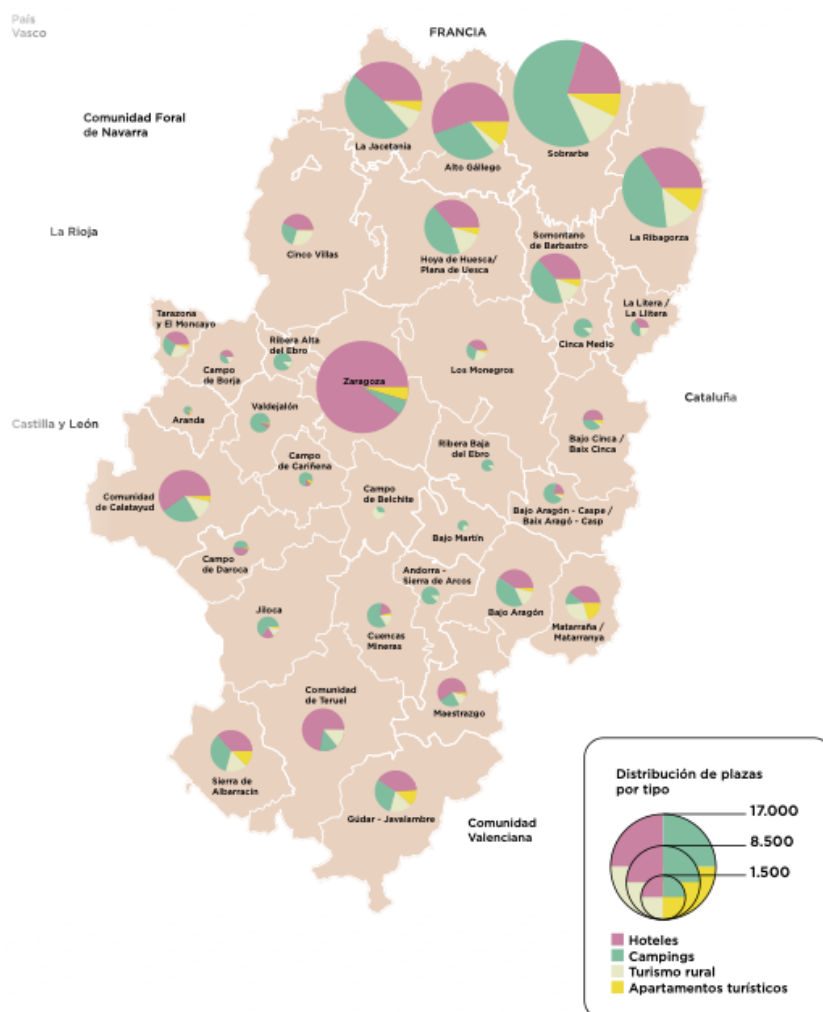 País
Vasco
FRANCIA
Comunidad Foral
de Navarra
La Jacetania
Alto Gállego
Sobrarbe
La Ribagorza
La Rioja
Cinco Villas
Hoya de Huesca/
Plana de Uesca
Somontano
de Barbastro
La Litera /
La Llitera
Cinca Medio
Tarazona
y El Moncayo
Campo
de Borja
Ribera Alta
del Ebro
Zaragoza
Los Monegros
Cataluña
Castilla y León
Aranda
Valdejalón
Ribera Baja
del Ebro
Bajo Cinca /
Baix Cinca
Campo
de Cariñena
Comunidad
de Calatayud
Campo
de Belchite
Bajo Aragón - Caspe /
Baix Aragó - Casp
Bajo Martín
Campo
de Daroca
Andorra -
Sierra de Arcos
Bajo Aragón
Matarraña /
Matarranya
Jiloca
Cuencas
Mineras
Comunidad
de Teruel
Maestrazgo
Sierra de
Albarracín
Gúdar - Javalambre
Comunidad
Valenciana
Distribución de plazas
por tipo
17.000
8.500
1.500
Hoteles
Campings
Turismo rural
Apartamentos turísticos